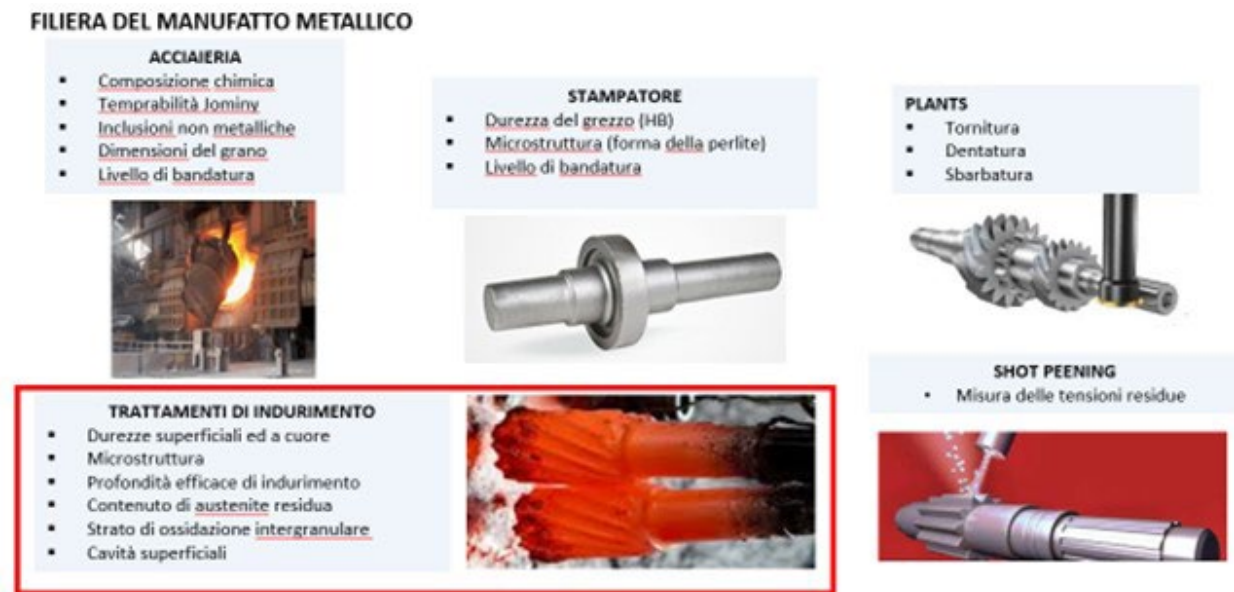 FILIERA DEL MANUFATTO METALLICO
ACCIAIERIA
Composizione chimica
Temprabilità Jominy
Inclusioni non metalliche
Dimensioni del grano
Livello di bandatura
STAMPATORE
Durezza del grezzo (HB)
Microstruttura (forma della perlite)
Livello di bandatura
PLANTS
Tornitura
Dentatura
Sbarbatura
TRATTAMENTI DI INDURIMENTO
Durezze superficiali ed a cuore
Microstruttura
Profondità efficace di indurimento
Contenuto di austenite residua
Strato di ossidazione intergranulare
Cavità superficiali
SHOT PEENING
Misura delle tensioni residue